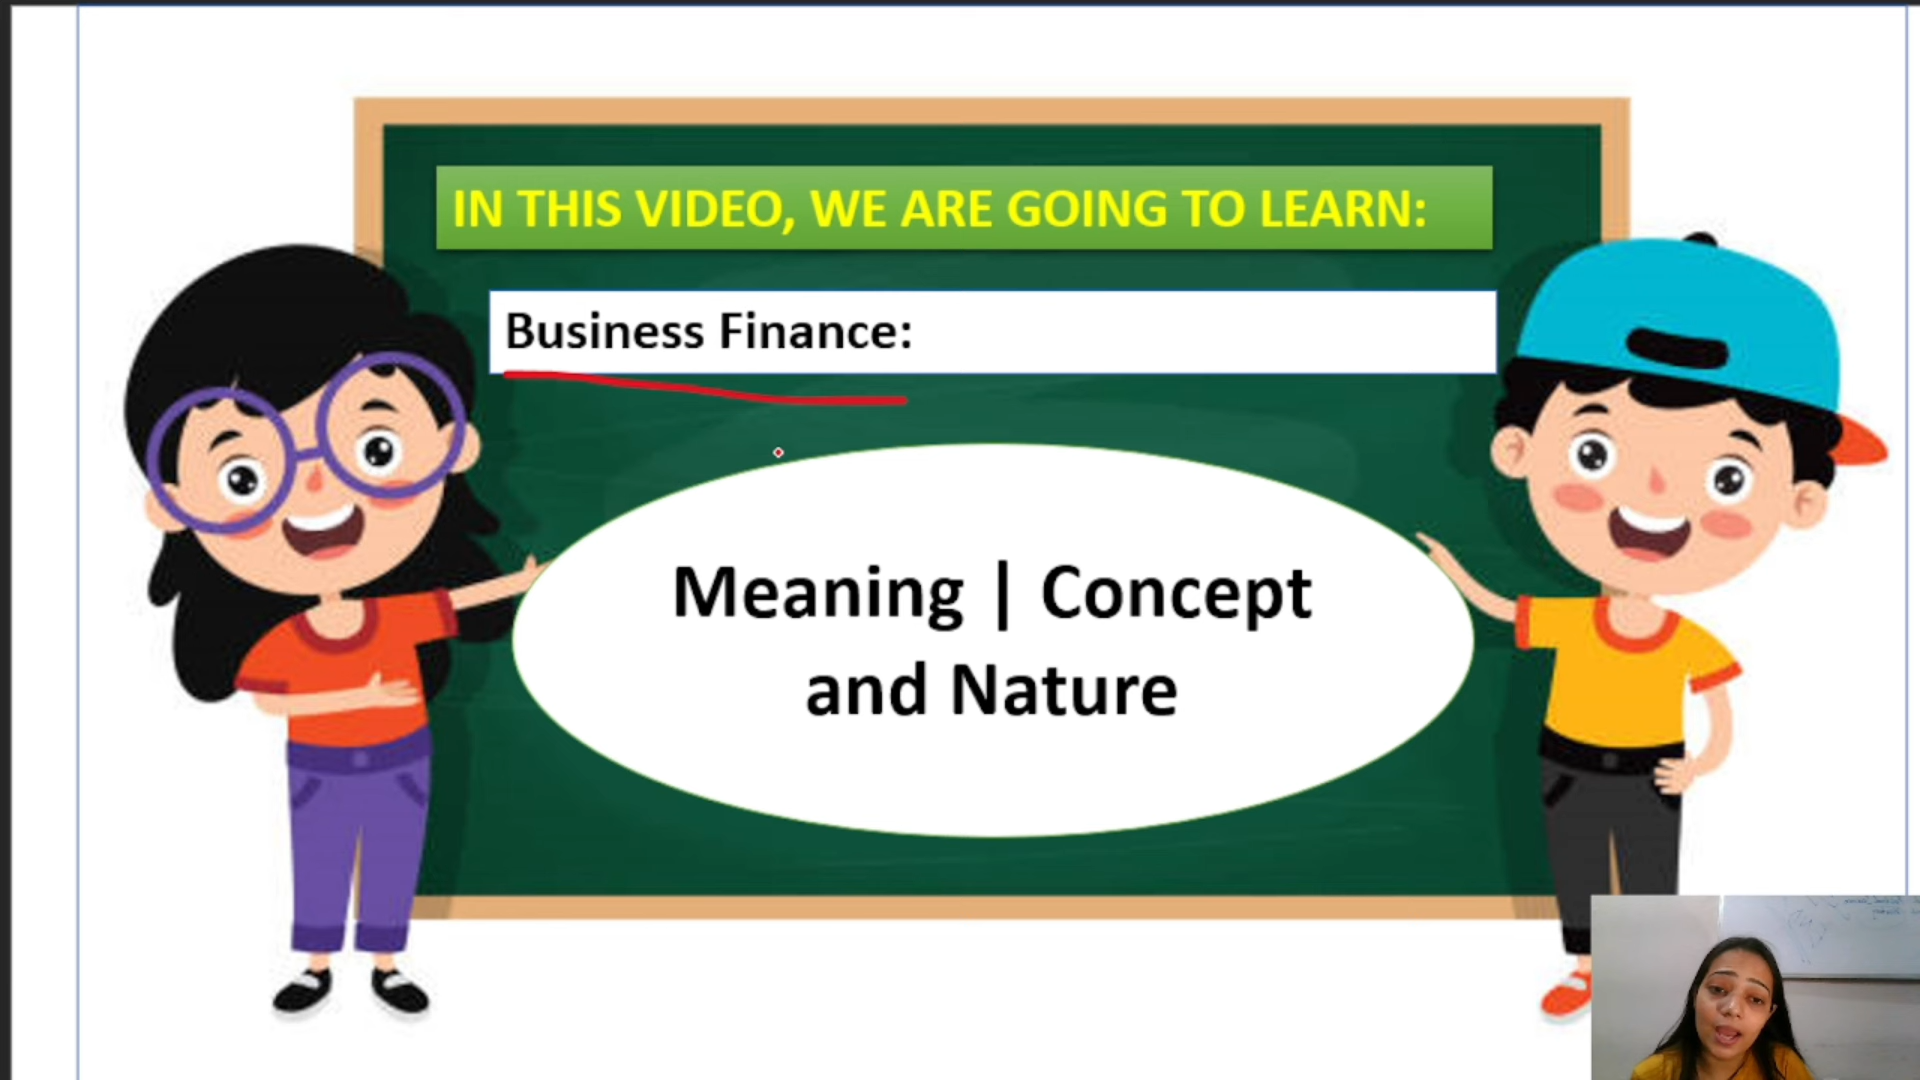 IN THIS VIDEO, WE ARE GOING TO LEARN:
Business Finance:
Meaning | Concept
and Nature